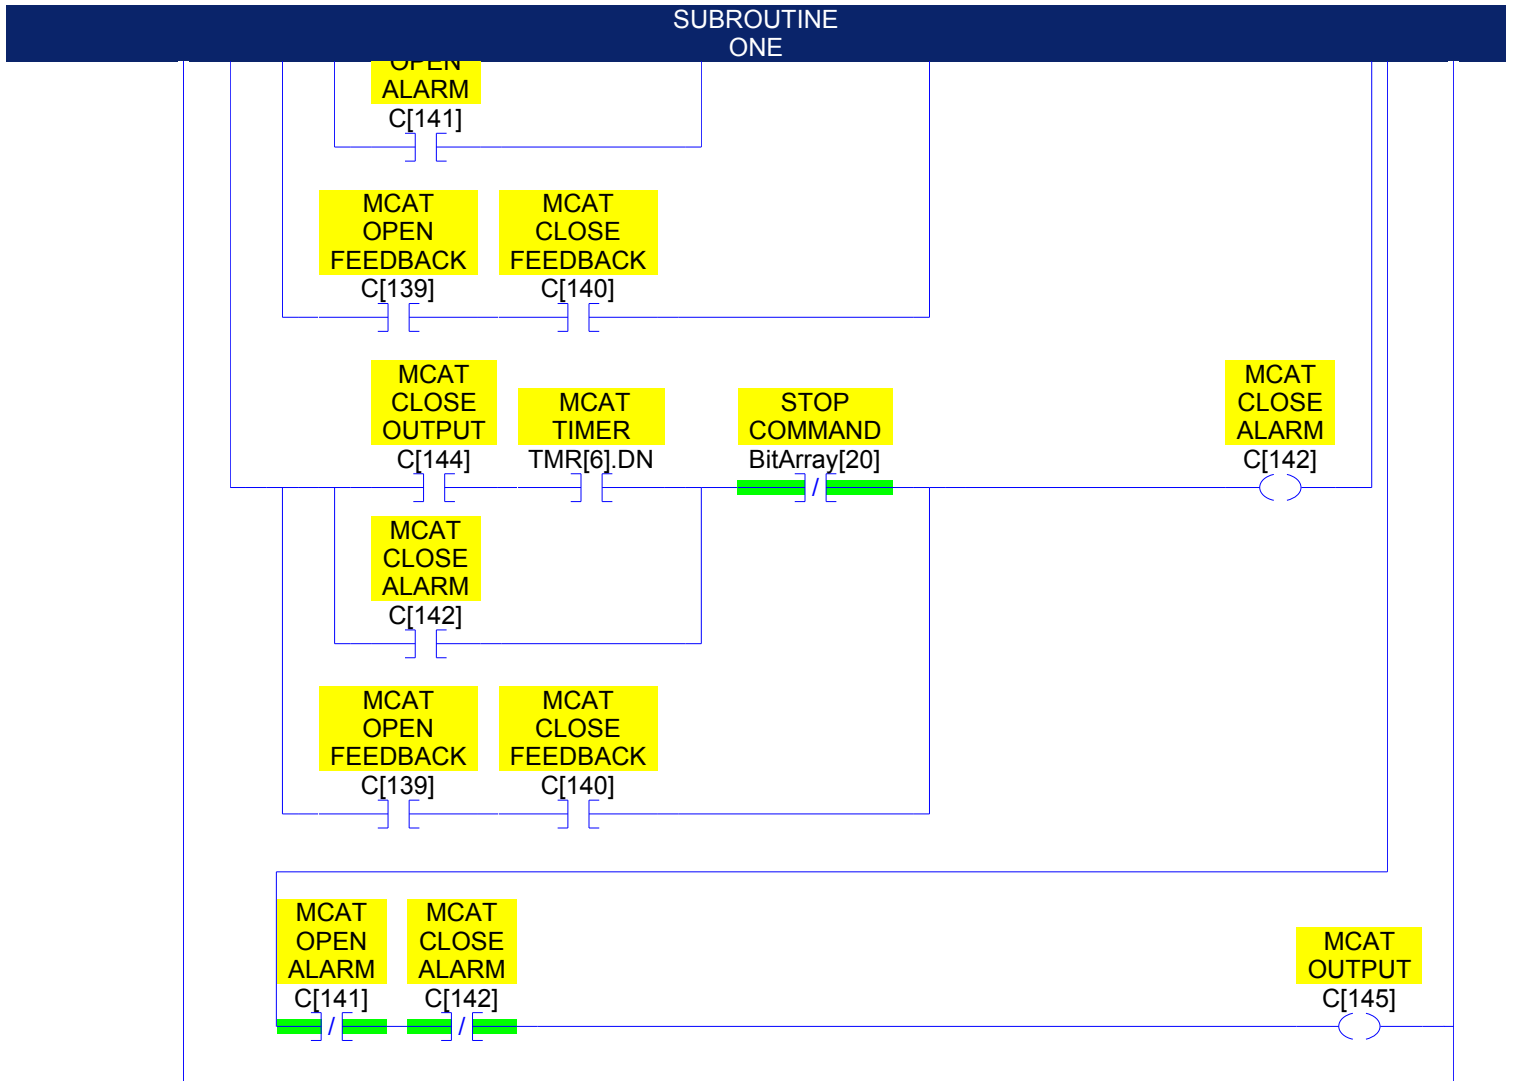 SUBROUTINE
ONE
OPEN
ALARM
C[141]
MCAT
OPEN
FEEDBACK
C[139]
MCAT
CLOSE
FEEDBACK
C[140]
MCAT
CLOSE
OUTPUT
C[144]
MCAT
TIMER
TMR[6].DN
STOP
COMMAND
BitArray[20]
/
MCAT
CLOSE
ALARM
C[142]
MCAT
CLOSE
ALARM
C[142]
MCAT
OPEN
FEEDBACK
C[139]
MCAT
CLOSE
FEEDBACK
C[140]
MCAT
OPEN
ALARM
C[141]
/
MCAT
CLOSE
ALARM
C[142]
/
MCAT
OUTPUT
C[145]